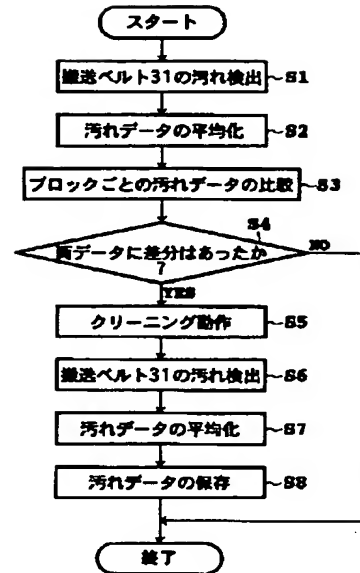 スタート
搬送ベルト31の汚れ検出 S1
汚れデータの平均化 S2
ブロックごとの汚れデータの比較 S3
S4
両データに差分はあったか
?
NO
YES
クリーニング動作 S5
搬送ベルト31の汚れ検出 S6
汚れデータの平均化 S7
汚れデータの保存 S8
終了